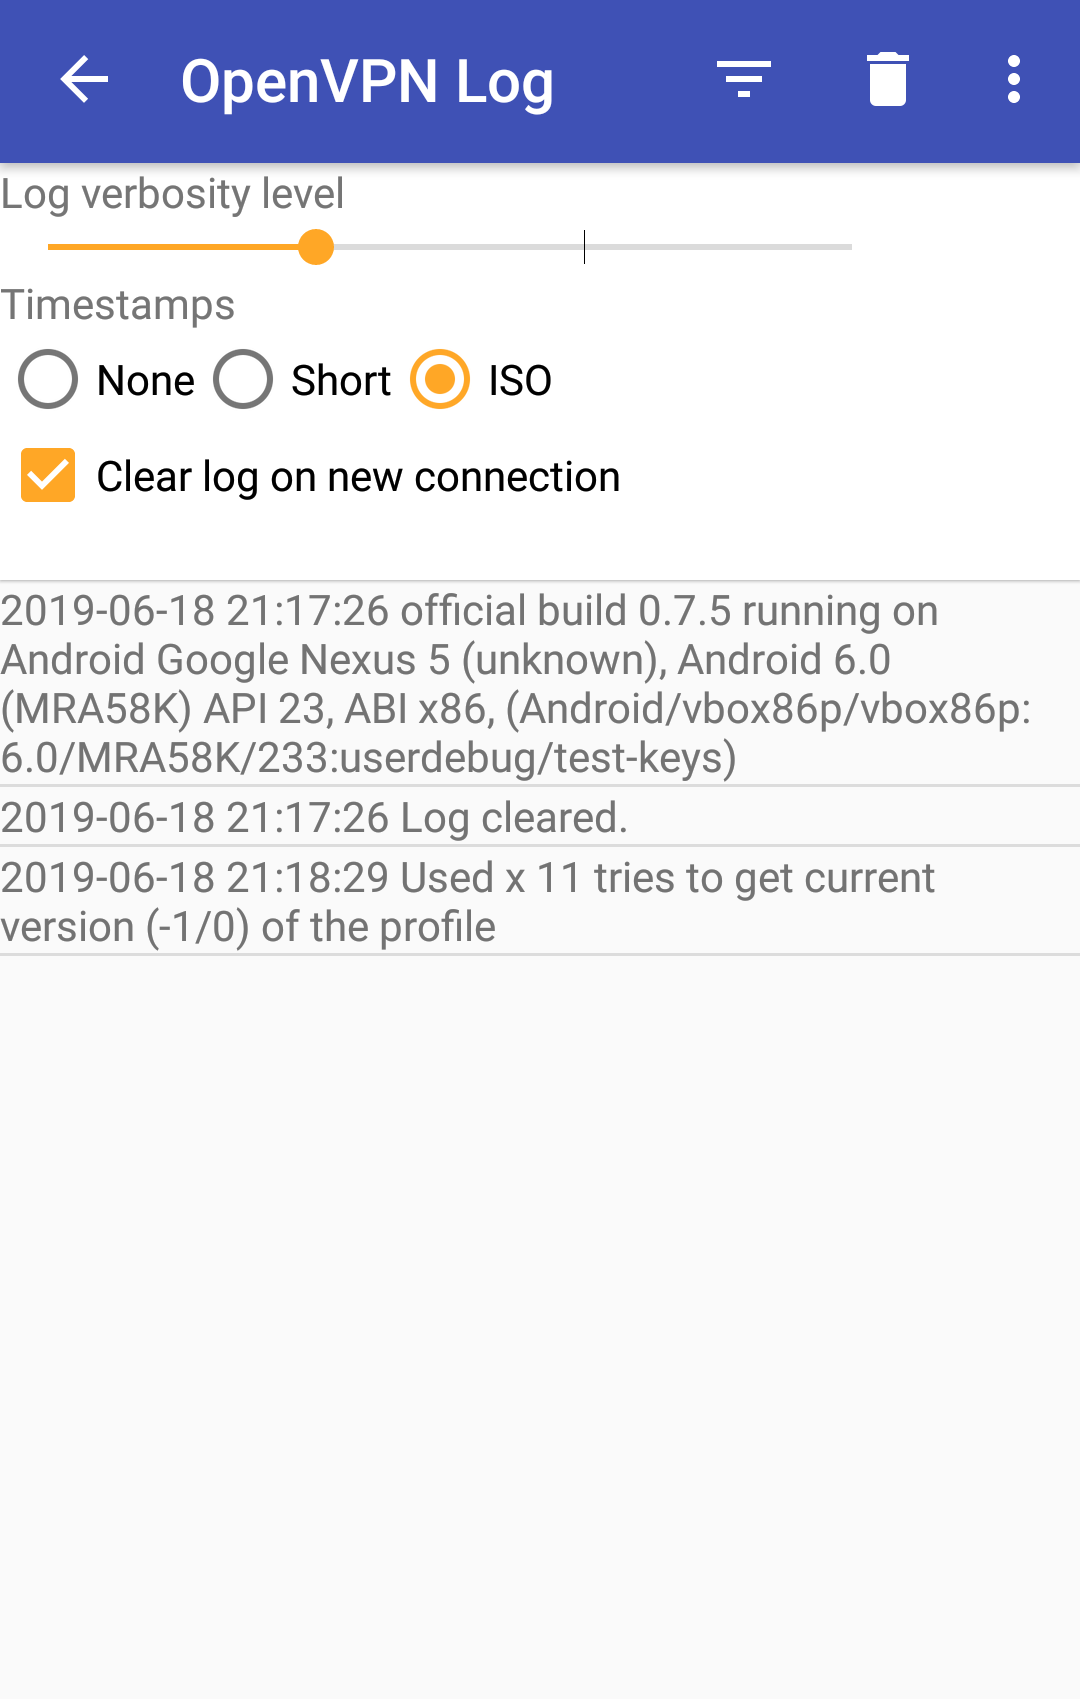 OpenVPN Log
Log verbosity level
Timestamps
None Short ISO
Clear log on new connection
2019-06-18 21:17:26 official build 0.7.5 running on
Android Google Nexus 5 (unknown), Android 6.0
(MRA58K) API 23, ABI x86, (Android/vbox86p/vbox86p:
6.0/MRA58K/233:userdebug/test-keys)
2019-06-18 21:17:26 Log cleared.
2019-06-18 21:18:29 Used x 11 tries to get current
version (-1/0) of the profile